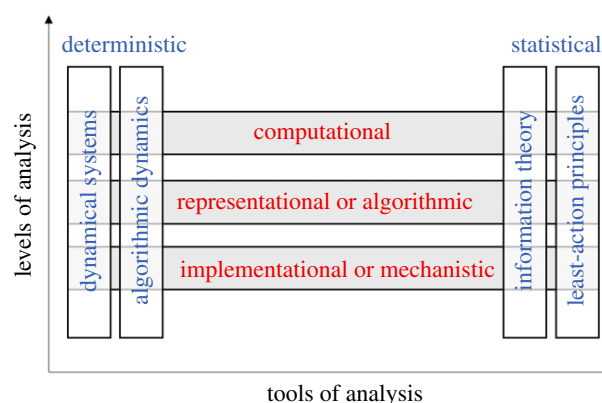 deterministic
statistical
levels of analysis
dynamical systems
algorithmic dynamics
computational
representational or algorithmic
implementational or mechanistic
information theory
least-action principles
tools of analysis